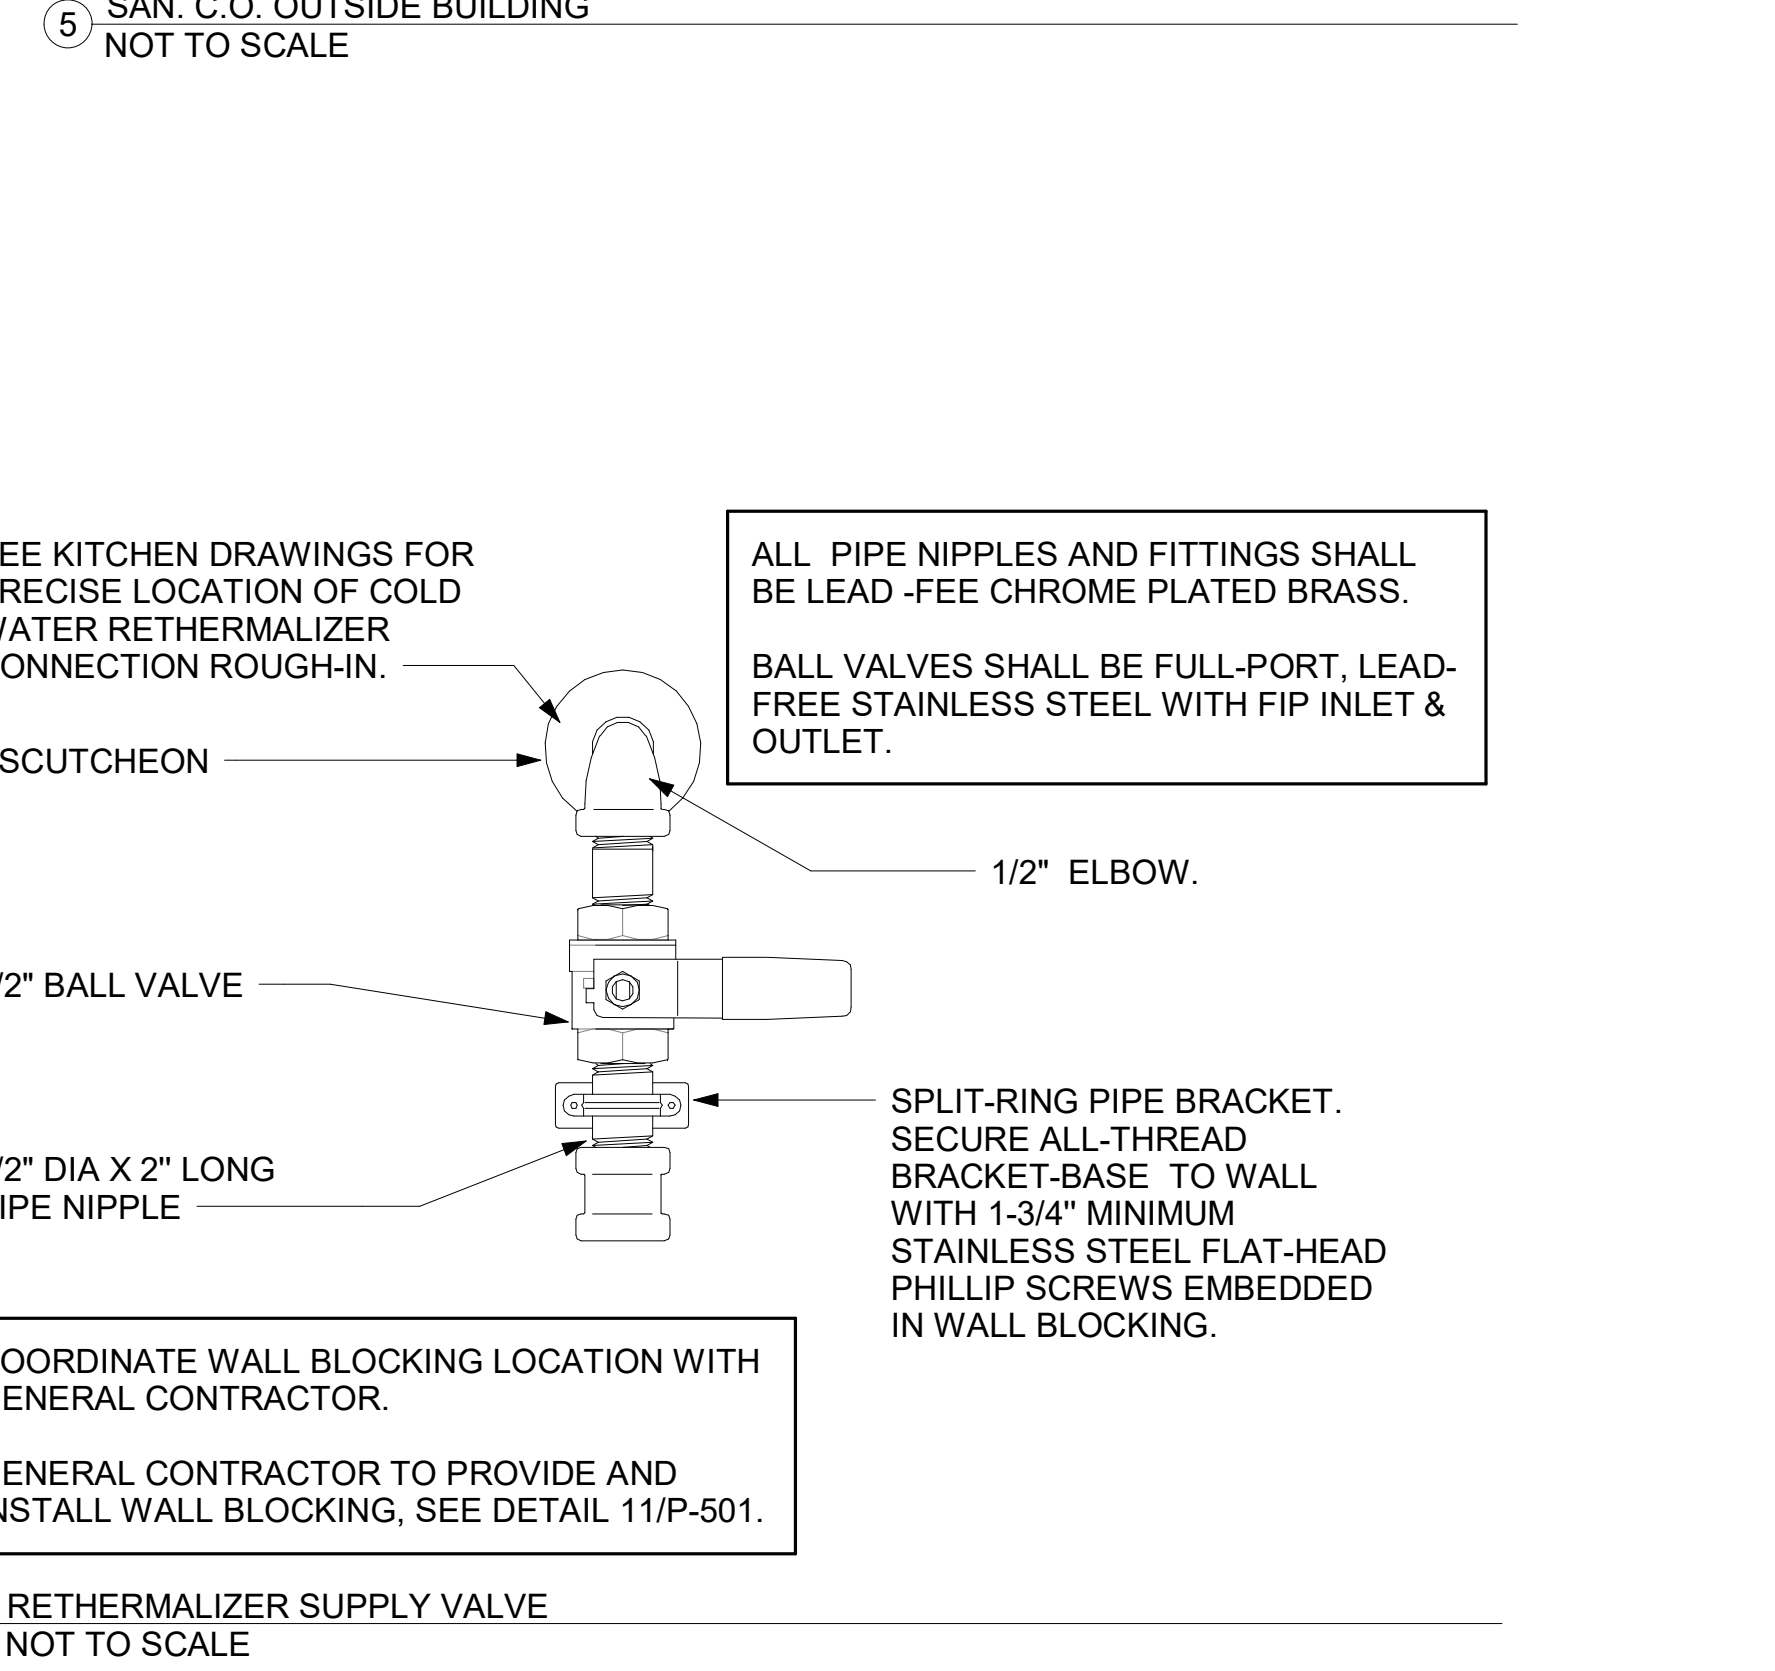 5
SAN. C.O. OUTSIDE BUILDING
NOT TO SCALE
EE KITCHEN DRAWINGS FOR
RECISE LOCATION OF COLD
WATER RETHERMALIZER
ONNECTION ROUGH-IN.
SCUTCHEON
ALL PIPE NIPPLES AND FITTINGS SHALL
BE LEAD -FEE CHROME PLATED BRASS.
BALL VALVES SHALL BE FULL-PORT, LEAD-
FREE STAINLESS STEEL WITH FIP INLET &
OUTLET.
1/2" ELBOW.
/2" BALL VALVE
/2" DIA X 2" LONG
IPE NIPPLE
SPLIT-RING PIPE BRACKET.
SECURE ALL-THREAD
BRACKET-BASE TO WALL
WITH 1-3/4" MINIMUM
STAINLESS STEEL FLAT-HEAD
PHILLIP SCREWS EMBEDDED
IN WALL BLOCKING.
OORDINATE WALL BLOCKING LOCATION WITH
ENERAL CONTRACTOR.
ENERAL CONTRACTOR TO PROVIDE AND
NSTALL WALL BLOCKING, SEE DETAIL 11/P-501.
RETHERMALIZER SUPPLY VALVE
NOT TO SCALE